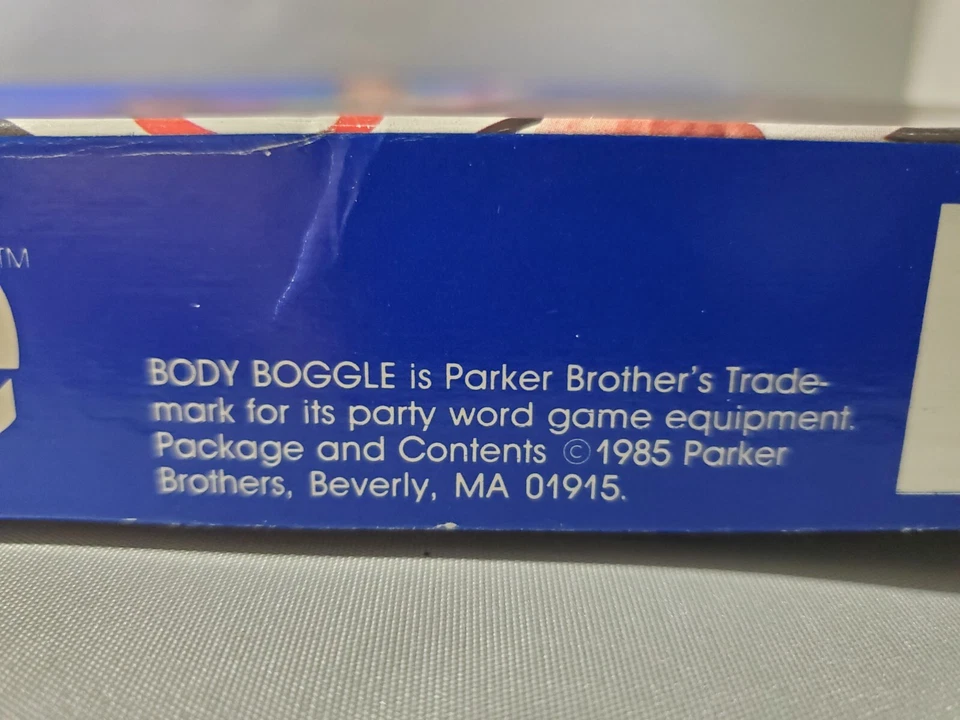 TM
e
BODY BOGGLE is Parker Brother's Trade-
mark for its party word game equipment.
Package and Contents ©1985 Parker
Brothers, Beverly, MA 01915.